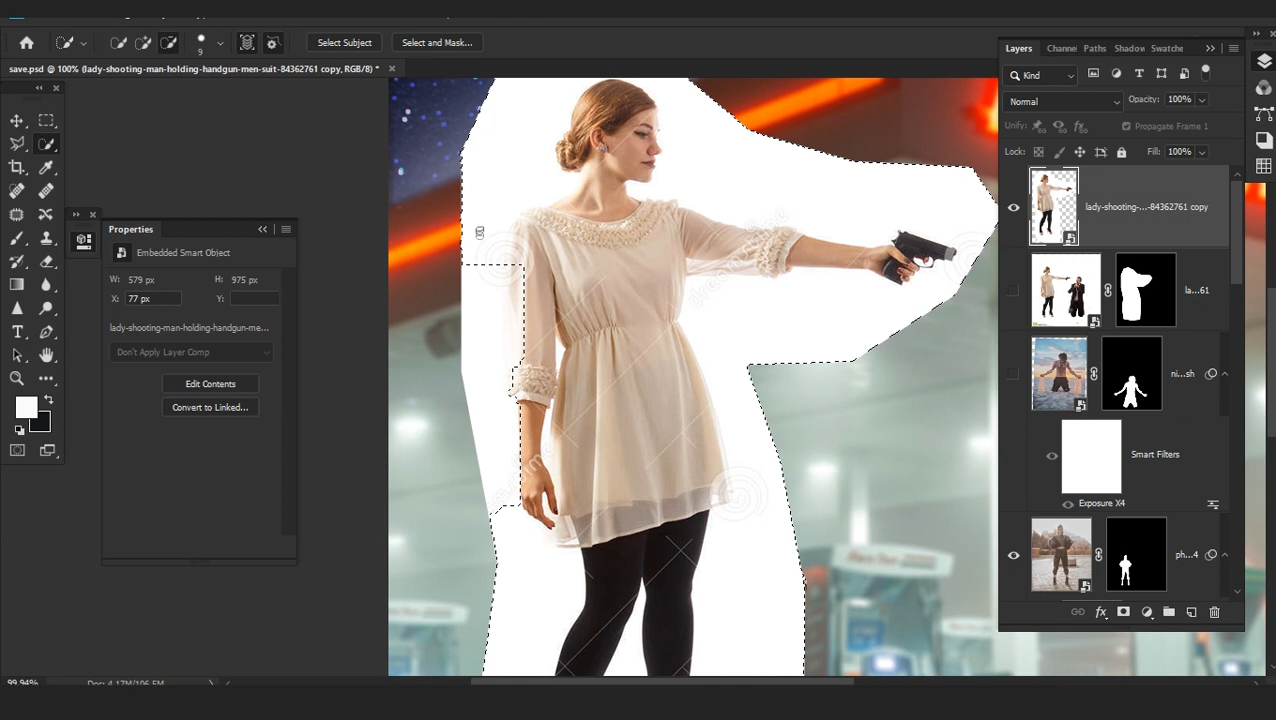 9
Select Subject
Select and Mask...
save.psd @ 100% (lady-shooting-man-holding-handgun-men-suit-84362761 copy, RGB/8) *
Layers Channe Paths Shadow Swatche
Kind
Normal
Opacity: 100%
Unify:
Propagate Frame 1
Lock:
Fill: 100%
lady-shooting-...-84362761 copy
la...61
ni...sh
Smart Filters
Exposure X4
ph...4
Properties
Embedded Smart Object
W: 579 px
H: 975 px
X: 77 px
Y:
lady-shooting-man-holding-handgun-me...
Don't Apply Layer Comp
Edit Contents
Convert to Linked...
dreamstime
99.94%
Doc: 4.17M/106.5M